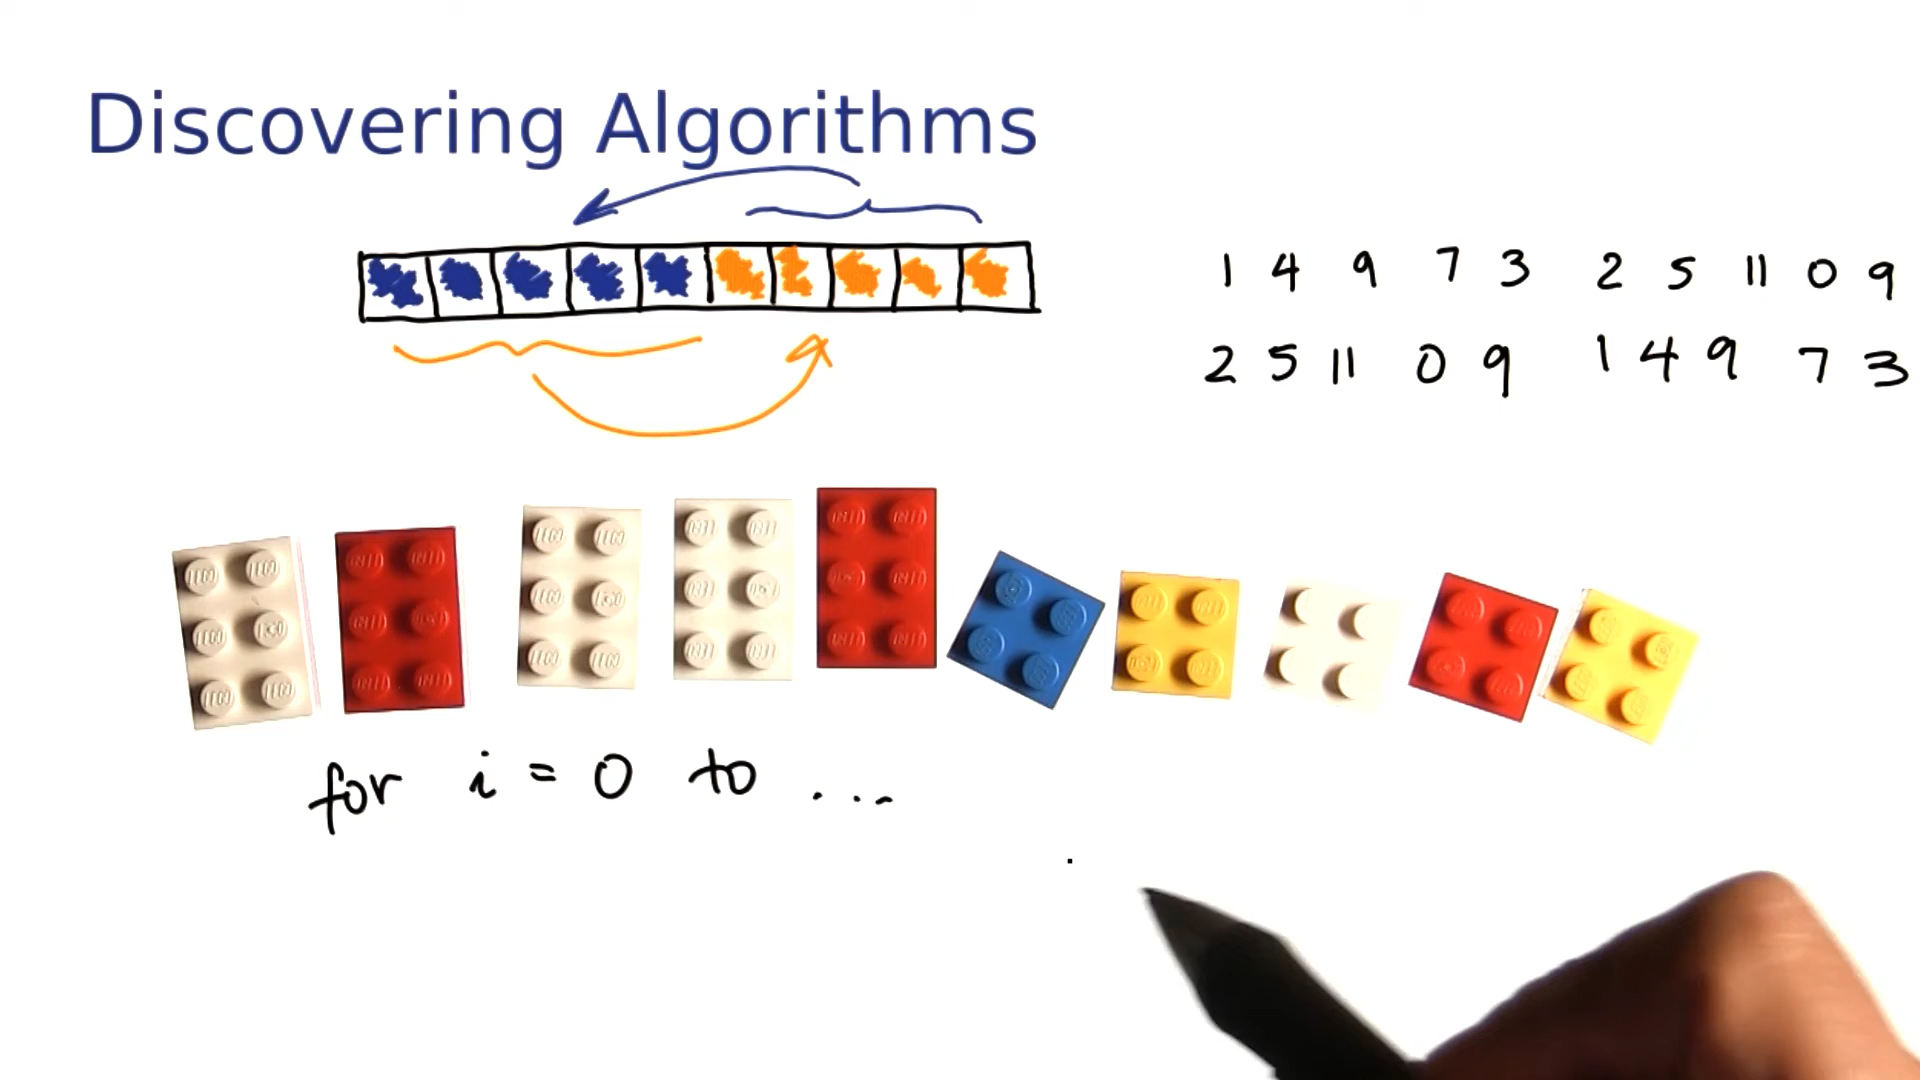 Discovering Algorithms
1 4 9 7 3 2 5 11 0 9
2 5 11 0 9 1 4 9 7 3
for i = 0 to ...